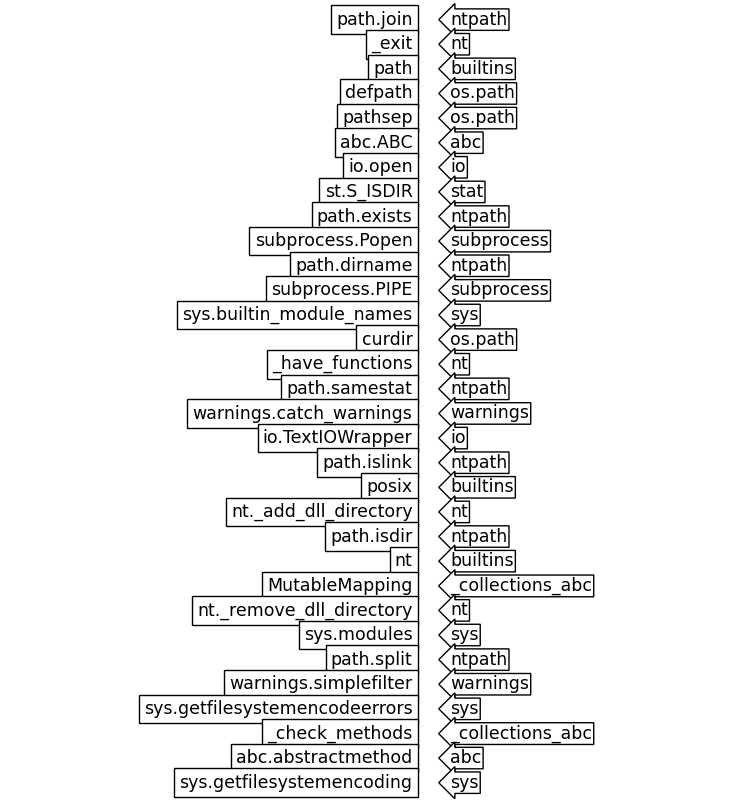 path.join ntpath
_exit nt
path builtins
defpath os.path
pathsep os.path
abc.ABC abc
io.open io
st.S_ISDIR stat
path.exists ntpath
subprocess.Popen subprocess
path.dirname ntpath
subprocess.PIPE subprocess
sys.builtin_module_names sys
curdir os.path
_have_functions nt
path.samestat ntpath
warnings.catch_warnings warnings
io.TextIOWrapper io
path.islink ntpath
posix builtins
nt._add_dll_directory nt
path.isdir ntpath
nt builtins
MutableMapping _collections_abc
nt._remove_dll_directory nt
sys.modules sys
path.split ntpath
warnings.simplefilter warnings
sys.getfilesystemencodeerrors sys
_check_methods _collections_abc
abc.abstractmethod abc
sys.getfilesystemencoding sys